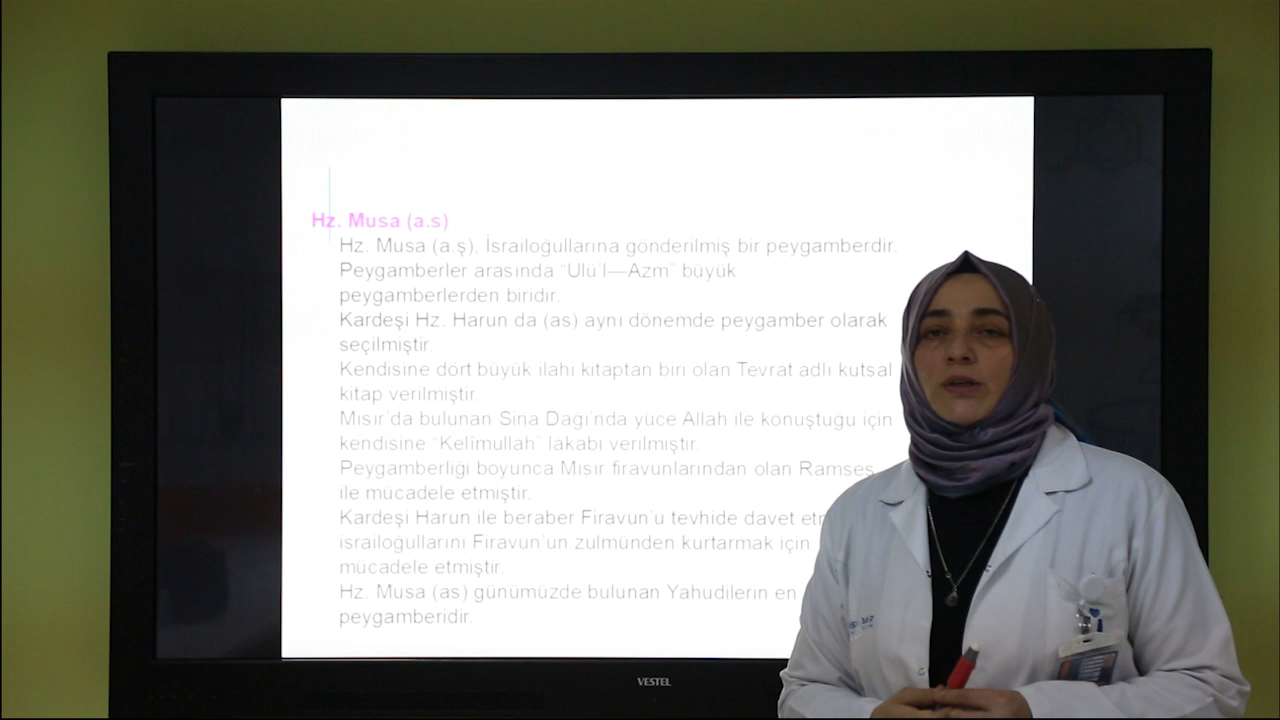 Hz. Musa (a.s)
Hz. Musa (a.ş), İsrailoğullarına gönderilmiş bir peygamberdir.
Peygamberler arasında “Ulü’l—Azm” büyük
peygamberlerden biridir.
Kardeşi Hz. Harun da (as) aynı dönemde peygamber olarak
seçilmiştir.
Kendisine dört büyük ilahi kitaptan biri olan Tevrat adlı kutsal
kitap verilmiştir.
Mısır’da bulunan Sina Dağı’nda yüce Allah ile konuştuğu için
kendisine “Kelimullah” lakabı verilmiştir.
Peygamberliği boyunca Mısır firavunlarından olan Ramses
ile mücadele etmiştir.
Kardeşi Harun ile beraber Firavun’u tevhide davet
israiloğullarını Firavun’un zulmünden kurtarmak için
mücadele etmiştir.
Hz. Musa (as) günümüzde bulunan Yahudilerin en
peygamberidir.
VESTEL